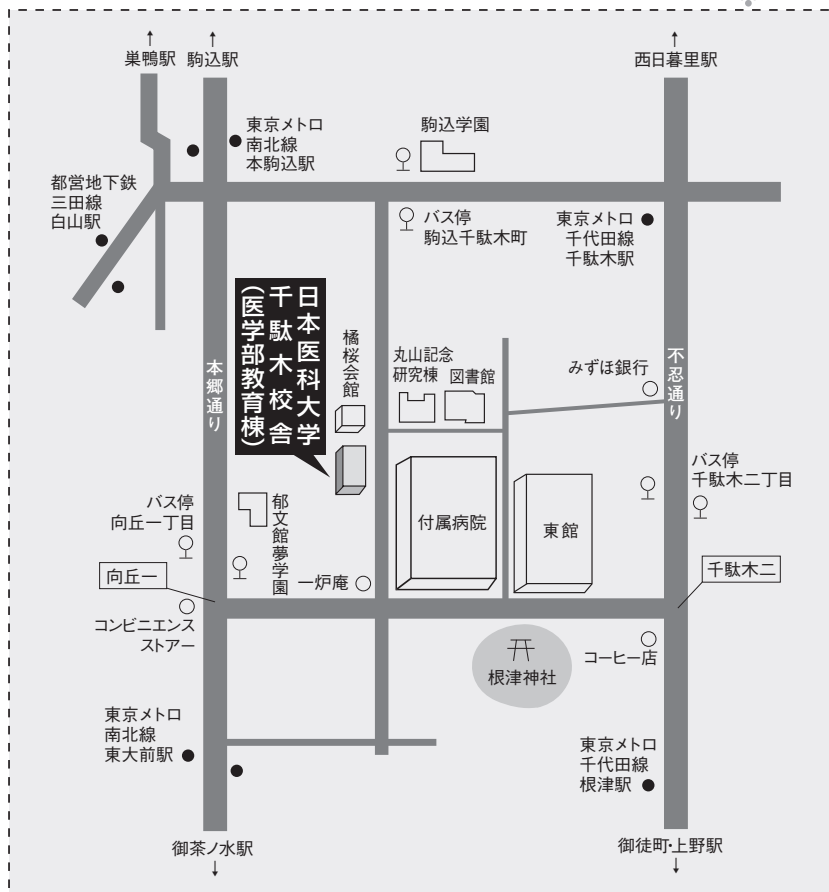 巣鴨駅
駒込駅
西日暮里駅
東京メトロ
南北線
本駒込駅
駒込学園
都営地下鉄
三田線
白山駅
バス停
駒込千駄木町
東京メトロ
千代田線
千駄木駅
日本医科大学
千駄木校舎
(医学部教育棟)
橘桜会館
丸山記念
研究棟
図書館
みずほ銀行
本郷通り
不忍通り
バス停
千駄木二丁目
バス停
向丘一丁目
郁文館夢学園
付属病院
東館
向丘一
一炉庵
千駄木二
コンビニエンス
ストアー
根津神社
コーヒー店
東京メトロ
南北線
東大前駅
東京メトロ
千代田線
根津駅
御茶ノ水駅
御徒町・上野駅